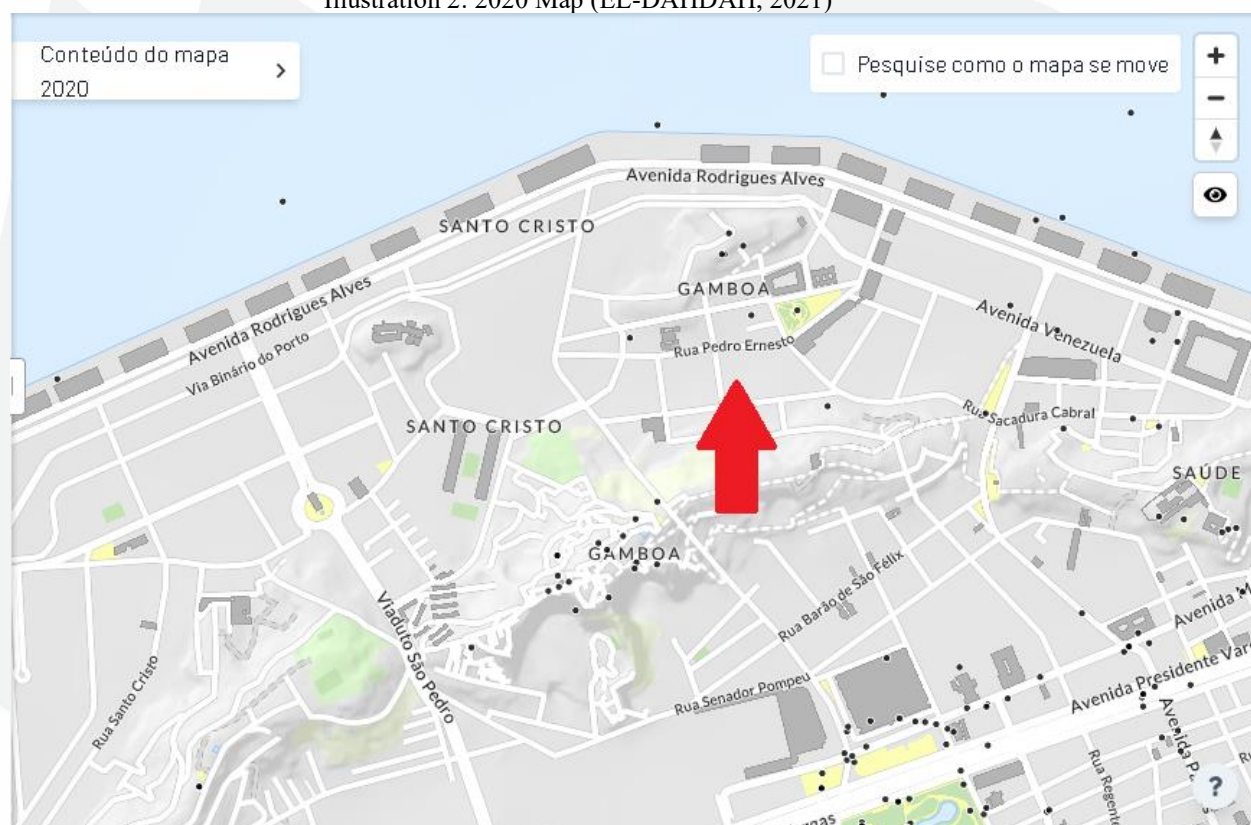 Illustration 2: 2020 Map (EL-DAHDAH, 2021)
Conteúdo do mapa
2020
Pesquise como o mapa se move
Avenida Rodrigues Alves
SANTO CRISTO
GAMBOA
Avenida Rodrigues Alves
Via Binário do Porto
Rua Pedro Ernesto
Avenida Venezuela
SANTO CRISTO
Rua Sacadura Cabral
SAÚDE
GAMBOA
Rua Barão de São Félix
Viaduto São Pedro
Rua Santo Cristo
Rua Senador Pompeu
Avenida
Avenida Presidente
Avenida
Rua Regente
?